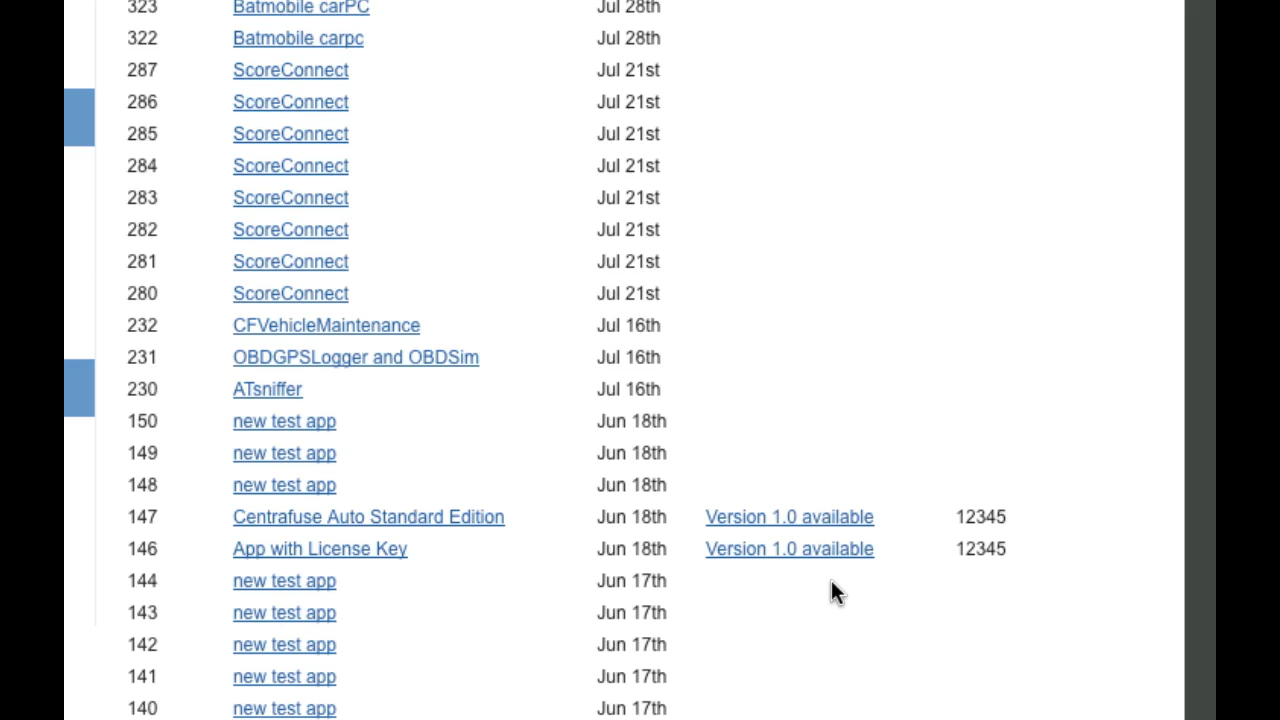 323 Batmobile carPC Jul 28th
322 Batmobile carpc Jul 28th
287 ScoreConnect Jul 21st
286 ScoreConnect Jul 21st
285 ScoreConnect Jul 21st
284 ScoreConnect Jul 21st
283 ScoreConnect Jul 21st
282 ScoreConnect Jul 21st
281 ScoreConnect Jul 21st
280 ScoreConnect Jul 21st
232 CFVehicleMaintenance Jul 16th
231 OBDGPSLogger and OBDSim Jul 16th
230 ATsniffer Jul 16th
150 new test app Jun 18th
149 new test app Jun 18th
148 new test app Jun 18th
147 Centrafuse Auto Standard Edition Jun 18th Version 1.0 available 12345
146 App with License Key Jun 18th Version 1.0 available 12345
144 new test app Jun 17th
143 new test app Jun 17th
142 new test app Jun 17th
141 new test app Jun 17th
140 new test app Jun 17th